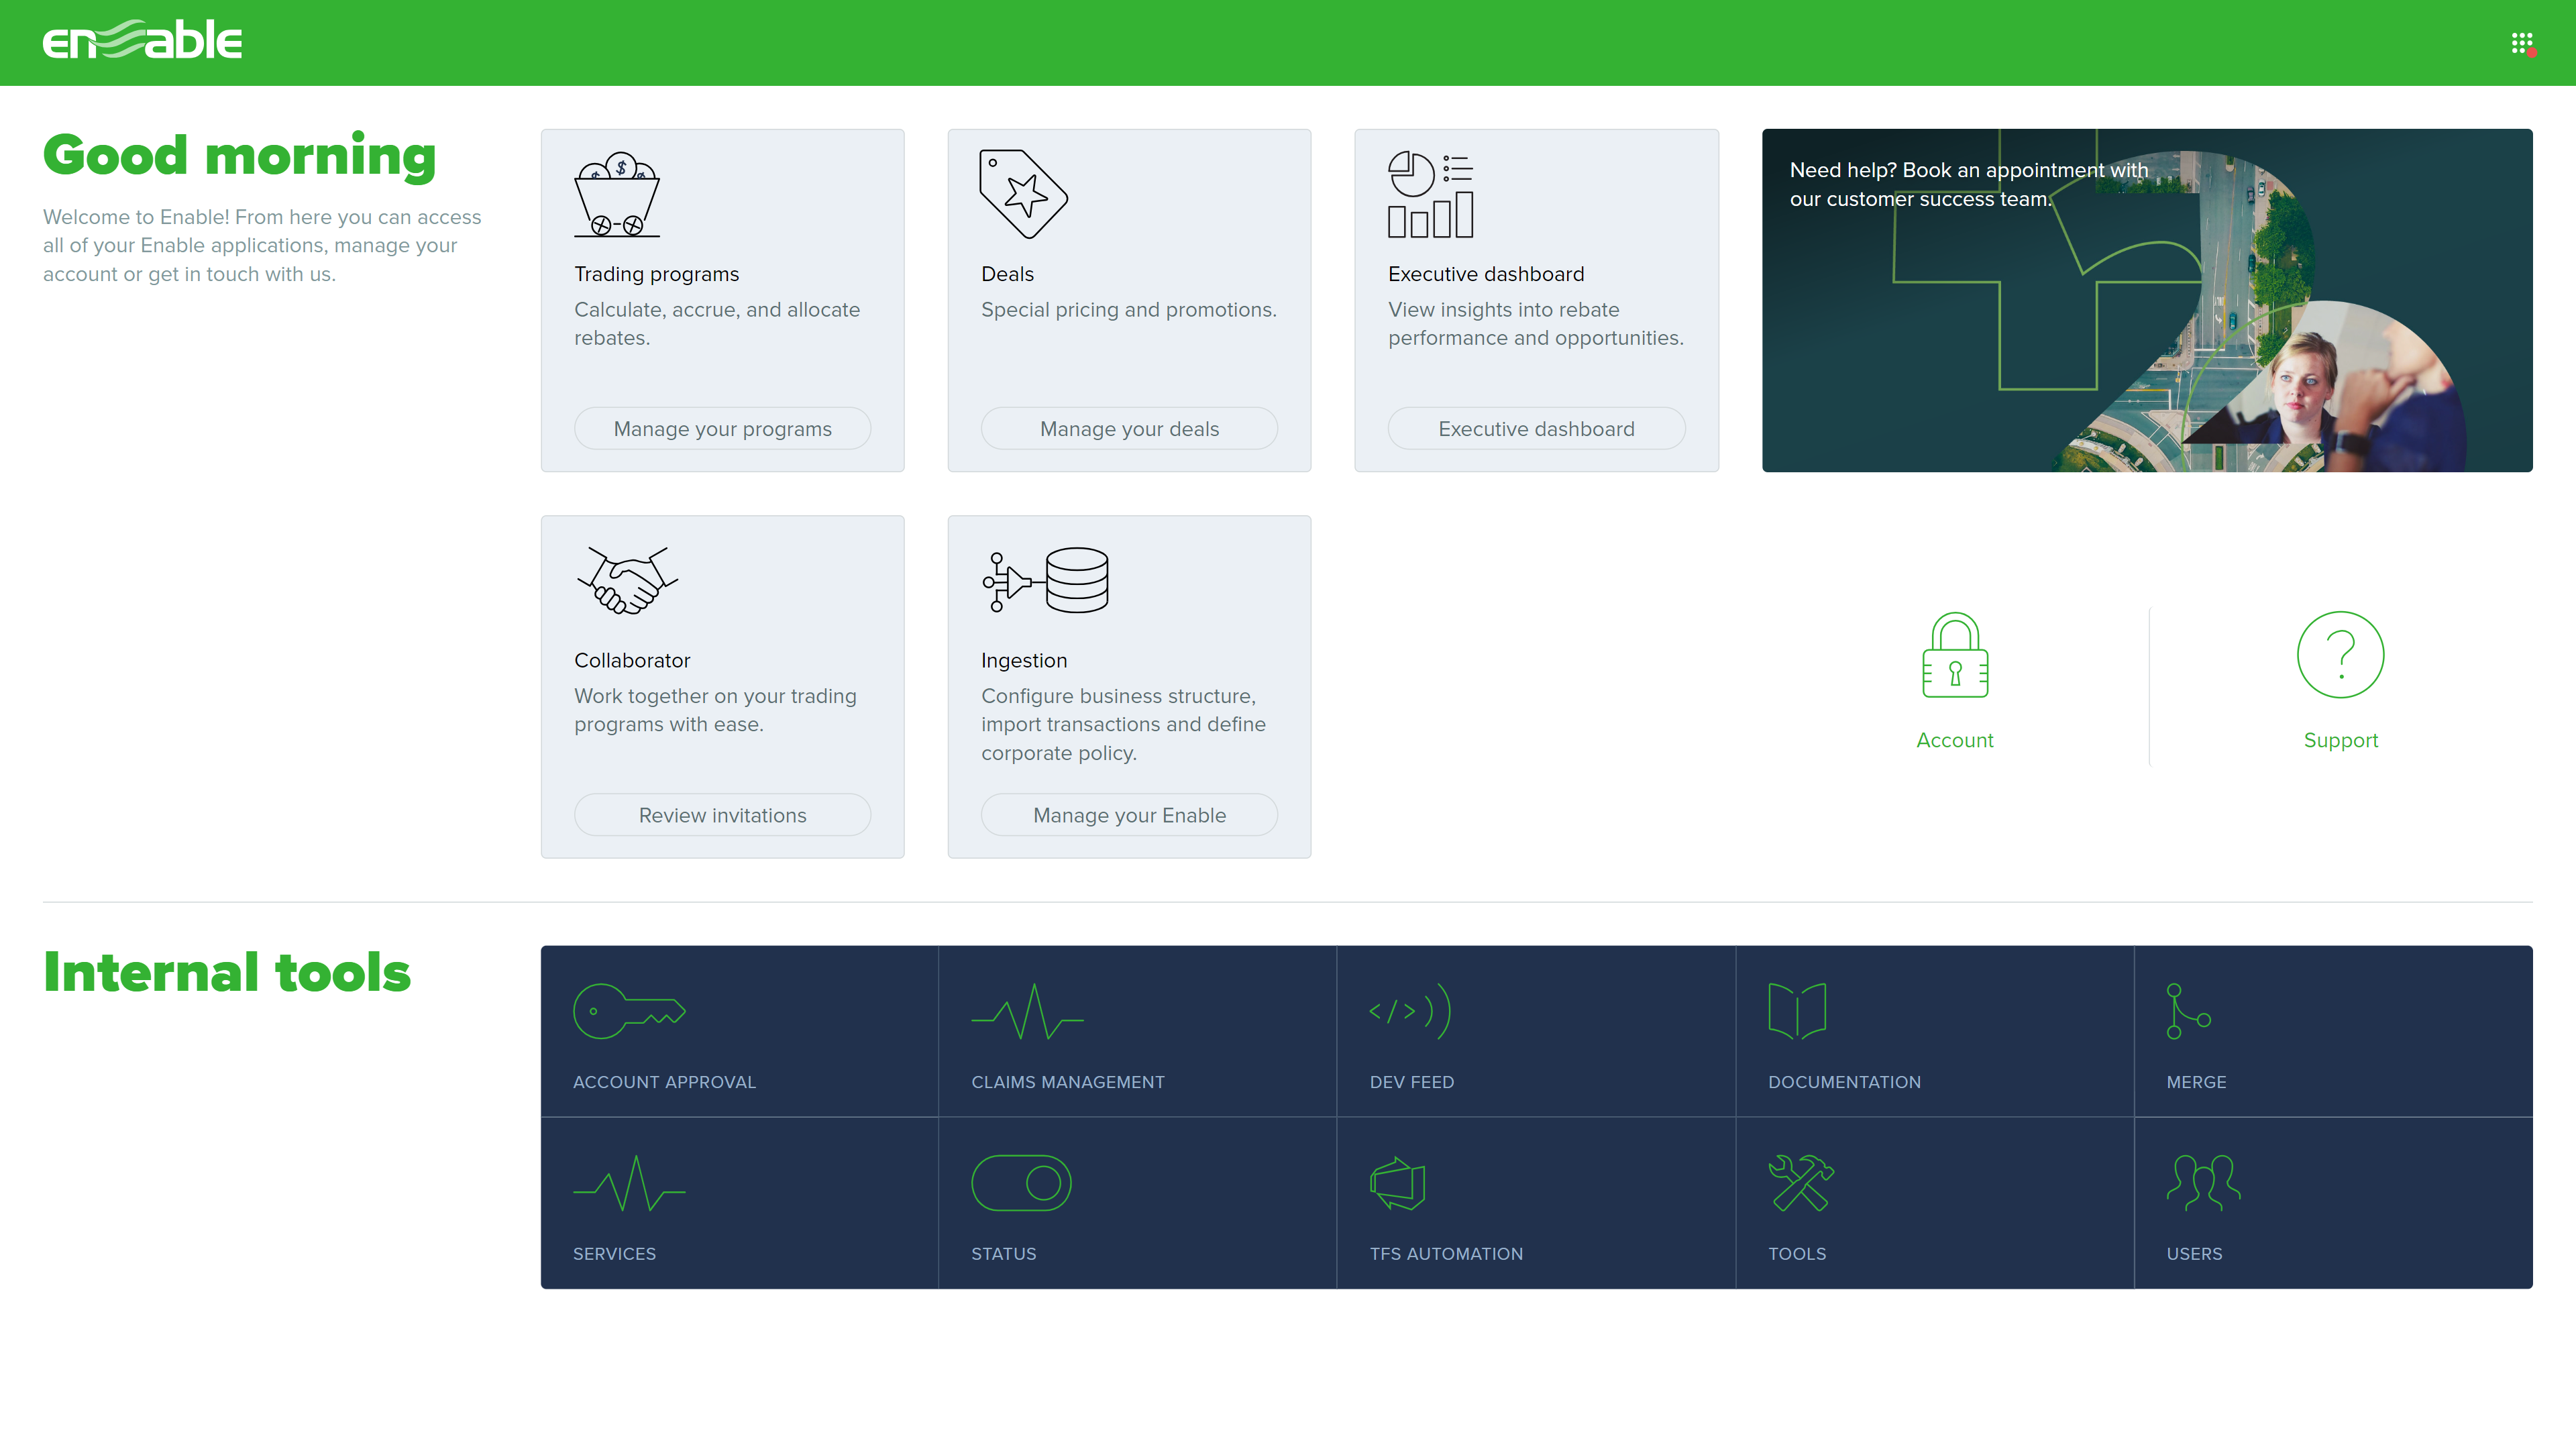 enable
Good morning
Welcome to Enable! From here you can access
all of your Enable applications, manage your
account or get in touch with us.
$ $ $
Trading programs
Calculate, accrue, and allocate
rebates.
Manage your programs
Deals
Special pricing and promotions.
Manage your deals
Executive dashboard
View insights into rebate
performance and opportunities.
Executive dashboard
Need help? Book an appointment with
our customer success team.
Collaborator
Work together on your trading
programs with ease.
Review invitations
Ingestion
Configure business structure,
import transactions and define
corporate policy.
Manage your Enable
Account
?
Support
Internal tools
ACCOUNT APPROVAL
CLAIMS MANAGEMENT
</>
DEV FEED
DOCUMENTATION
MERGE
SERVICES
STATUS
TFS AUTOMATION
TOOLS
USERS